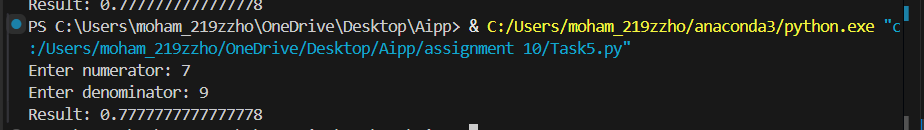 Result: 0.7777777777777778
PS C:\Users\moham_219zzho\OneDrive\Desktop\Aipp> & C:/Users/moham_219zzho/anaconda3/python.exe "c
:/Users/moham_219zzho/OneDrive/Desktop/Aipp/assignment 10/Task5.py"
Enter numerator: 7
Enter denominator: 9
Result: 0.7777777777777778